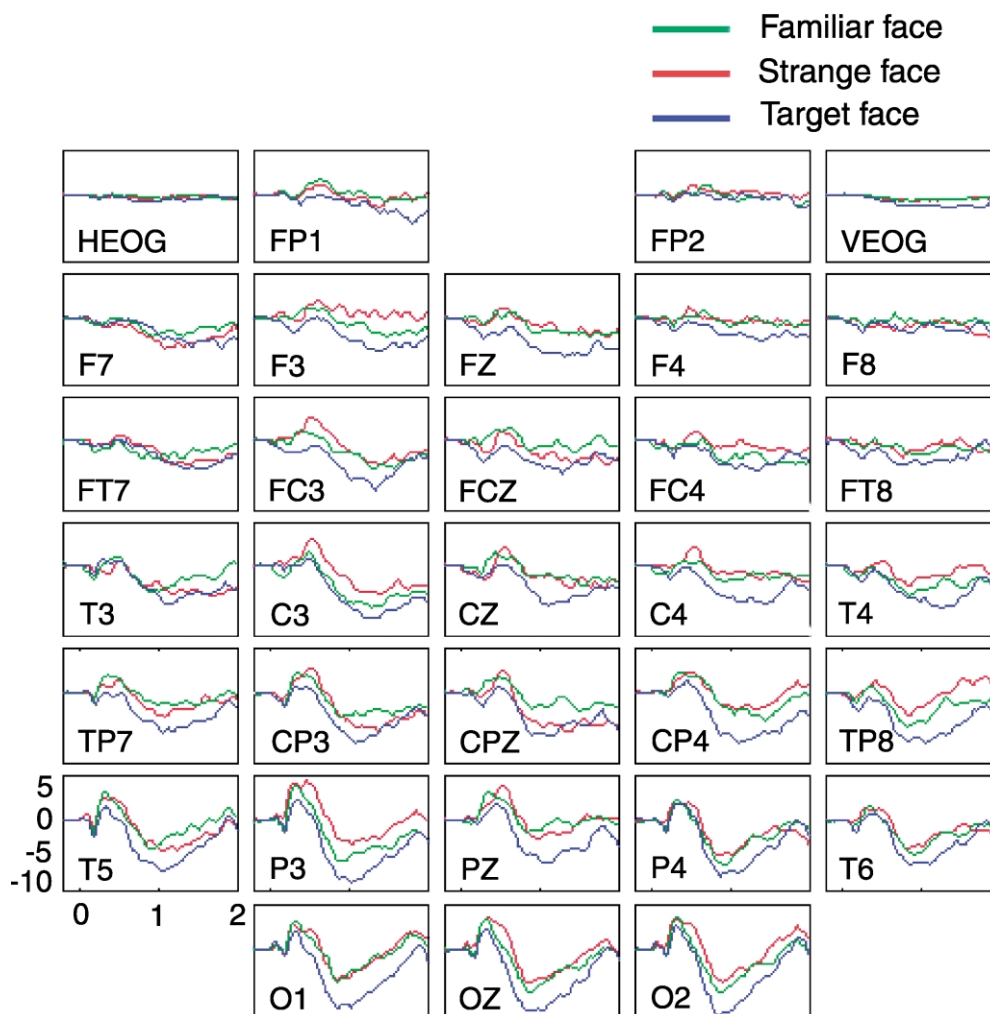 Familiar face
Strange face
Target face
HEOG FP1 FP2 VEOG
F7 F3 FZ F4 F8
FT7 FC3 FCZ FC4 FT8
T3 C3 CZ C4 T4
TP7 CP3 CPZ CP4 TP8
5
0
-5
-10
T5 P3 PZ P4 T6
0 1 2
O1 OZ O2